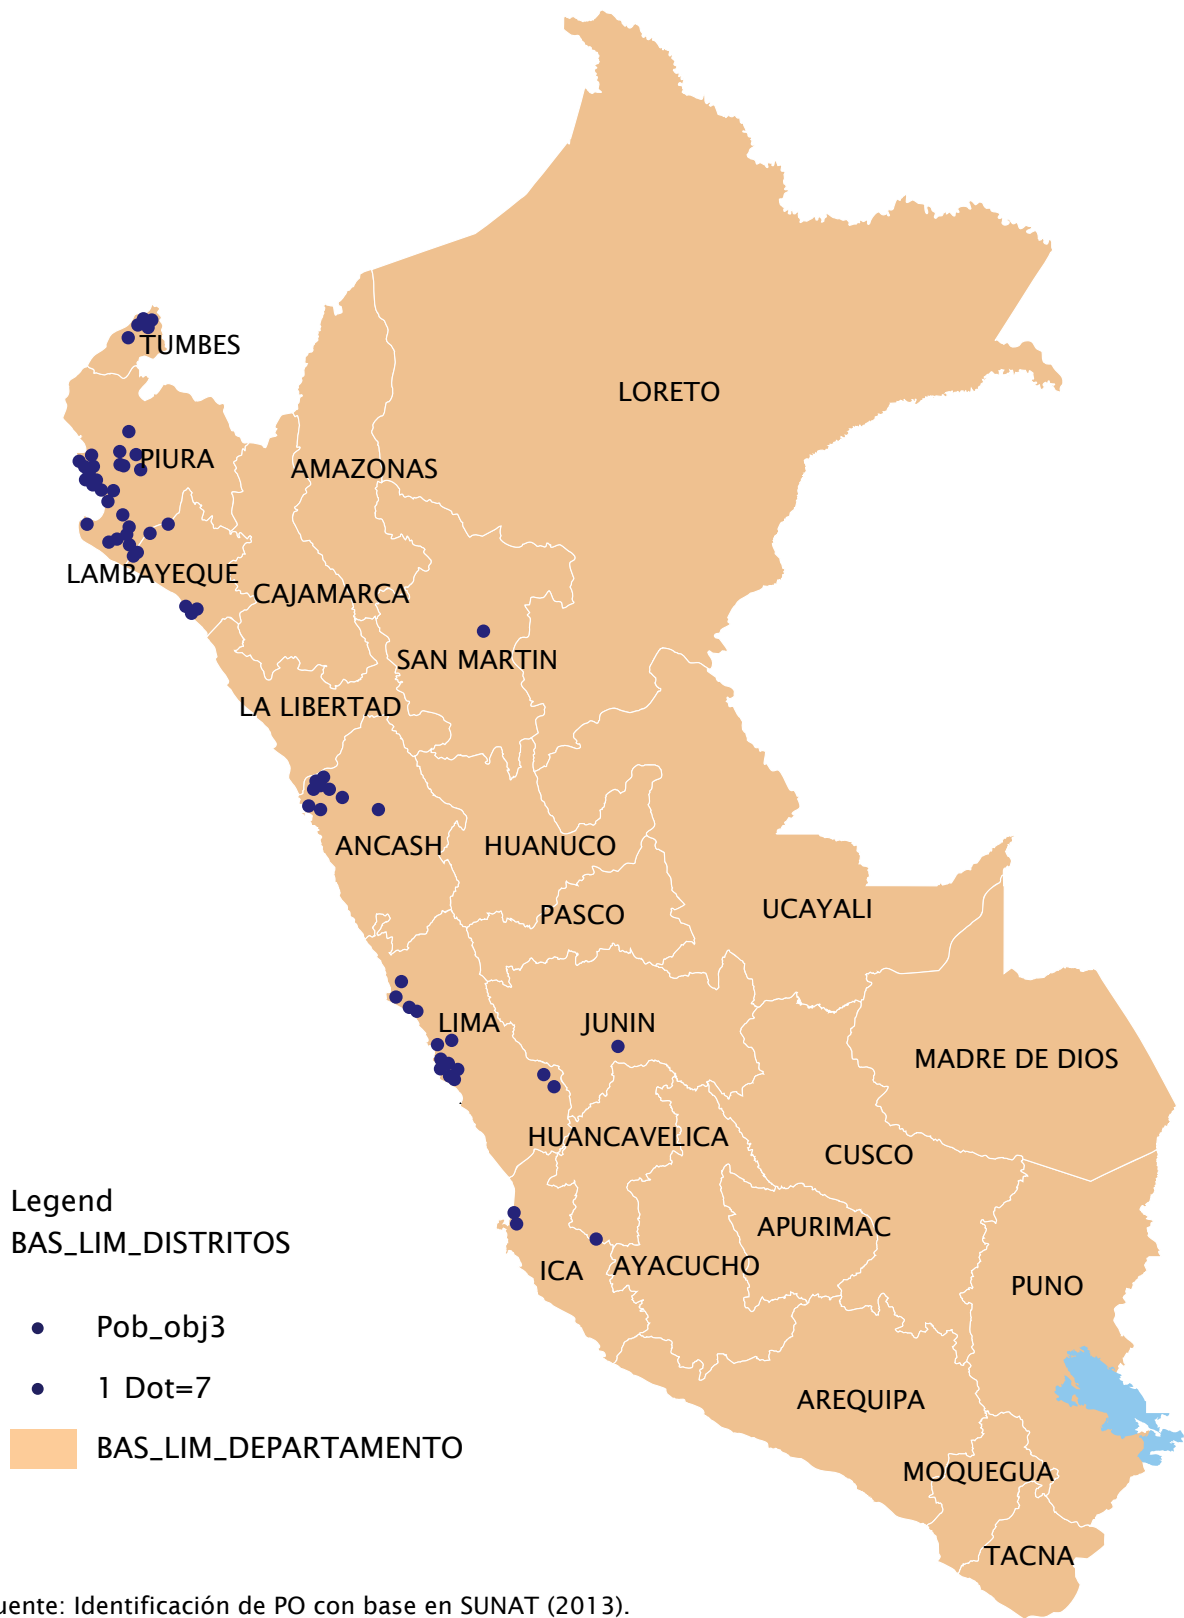 TUMBES
LORETO
PIURA
AMAZONAS
LAMBAYEQUE
CAJAMARCA
SAN MARTIN
LA LIBERTAD
ANCASH
HUANUCO
PASCO
UCAYALI
LIMA
JUNIN
MADRE DE DIOS
HUANCAVELICA
CUSCO
APURIMAC
ICA
AYACUCHO
PUNO
AREQUIPA
MOQUEGUA
TACNA
Legend
BAS_LIM_DISTRITOS
Pob_obj3
1 Dot=7
BAS_LIM_DEPARTAMENTO
uente: Identificación de PO con base en SUNAT (2013).